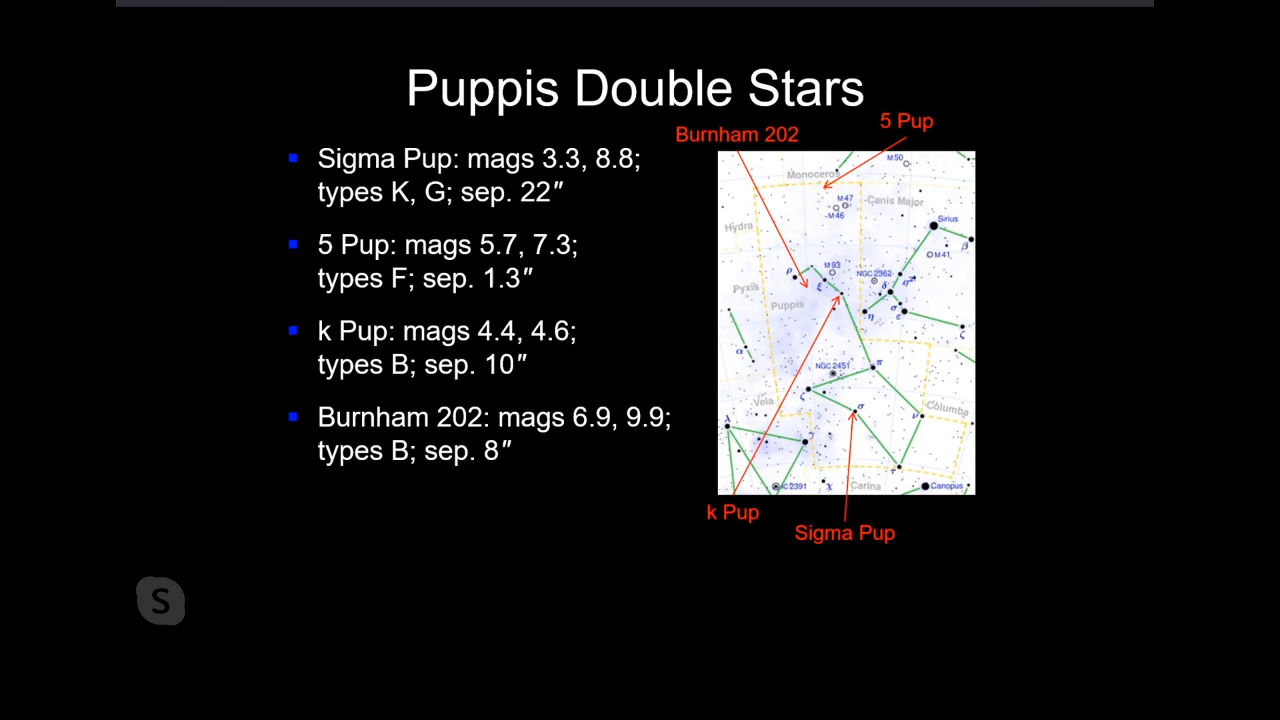 Puppis Double Stars
Sigma Pup: mags 3.3, 8.8;
types K, G; sep. 22″
5 Pup: mags 5.7, 7.3;
types F; sep. 1.3″
k Pup: mags 4.4, 4.6;
types B; sep. 10″
Burnham 202: mags 6.9, 9.9;
types B; sep. 8″
Burnham 202
5 Pup
M50
Monoceros
M47
M46
Canis Major
Sirius
Hydra
β
M41
M93
NGC 2362
ρ
ξ
δ
Pyxis
Puppis
σ
η
ε
ζ
α
NGC 2451
π
ζ
Vela
σ
Columba
ν
λ
γ
τ
IC 2391
χ
Carina
Canopus
k Pup
Sigma Pup
S